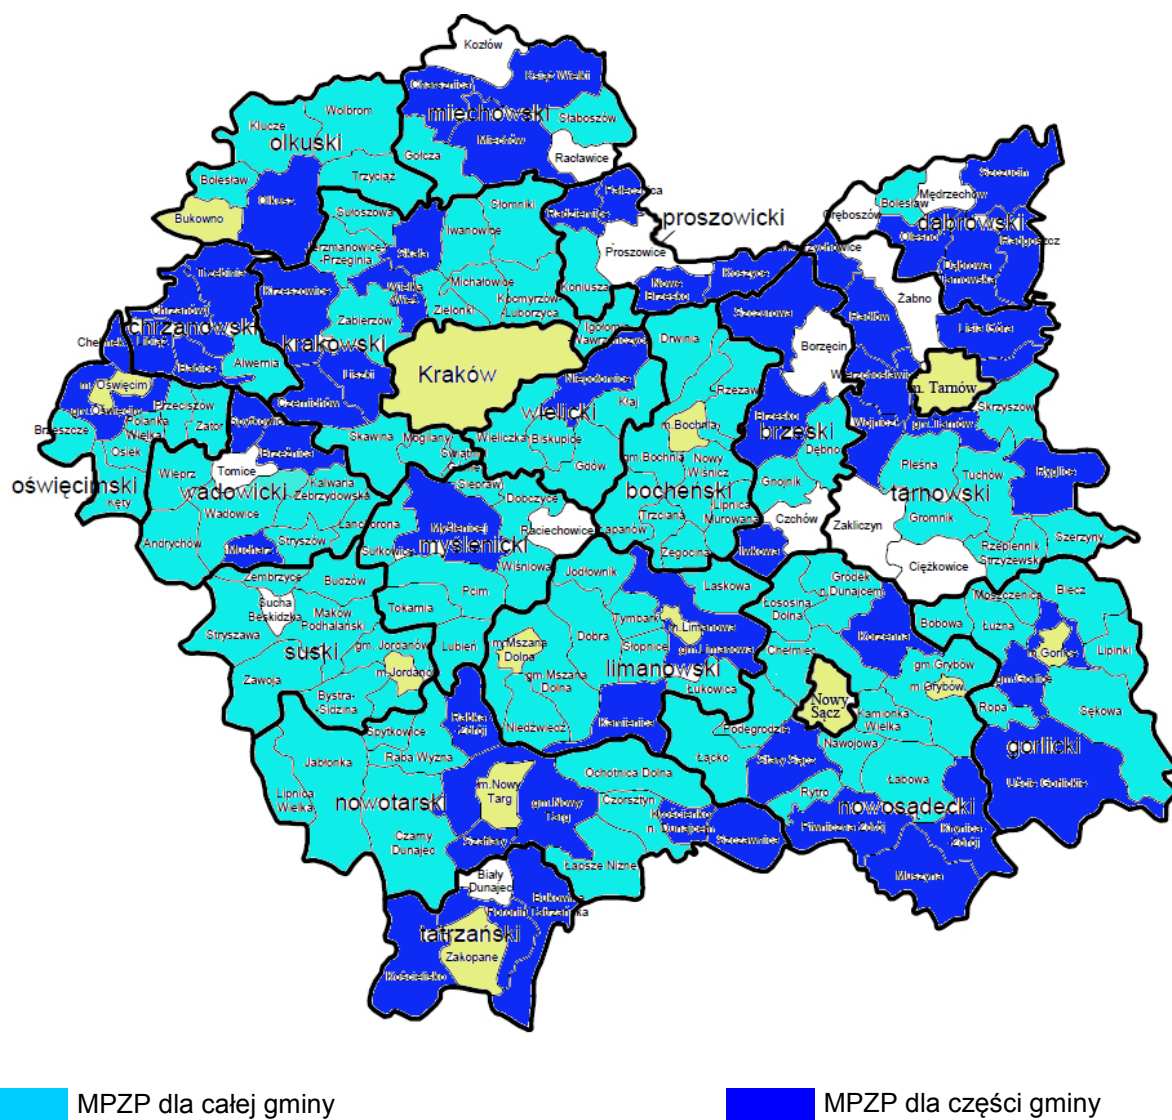 Kozłów
Książ Wielki
Charsznica
miechowski
Słaboszów
Miechów
Racławice
Gołcza
Wolbrom
Klucze
olkuski
Trzyciąż
Bolesław
Olkusz
Bukowno
Pałecznica
Radziemice
proszowicki
Proszowice
Koniusza
Nowe
Brzesko
Koszyce
Szczucin
Mędrzechów
Bolesław
Gręboszów
dąbrowski
Olesno
Radgoszcz
Dąbrowa
Tarnowska
Słomniki
Sułoszowa
Iwanowice
Jerzmanowice
-Przeginia
Skała
Michałowice
Wielka
Wieś
Zielonki
Kocmyrzów-
Luborzyca
Krzeszowice
Zabierzów
krakowski
Igołom
Wawrzeńczyc
Liszki
Czernichów
Kraków
Skawina
Mogilany
Trzebinia
Chrzanów
chrzanowski
Chełmek
Libiąż
Babice
Alwernia
m.Oświęcim
gm.Oświęcim
Przeciszów
Polanka
Wielka
Zator
Brzeszcze
Osiek
oświęcimski
Kęty
Spytkowice
Brzeźnica
Tomice
Wieprz
wadowicki
Kalwaria
Zebrzydowska
Wadowice
Lanckorona
Andrychów
Stryszów
Mucharz
Niepołomice
wielicki
Kłaj
Wieliczka
Biskupice
Gdów
Drwinia
Rzezaw
m.Bochnia
gm.Bochnia
Nowy
Wiśnicz
bocheński
Lipnica
Murowana
Trzciana
Łapanów
Żegocina
Szczurowa
Borzęcin
Brzesko
brzeski
Dębno
Gnojnik
Czchów
Iwkowa
Żabno
Radłów
Lisia Góra
Wierzchosławice
m. Tarnów
Skrzyszów
Wojnicz
gm.Tarnów
Pleśna
Tuchów
Ryglice
tarnowski
Zakliczyn
Gromnik
Szerzyny
Rzepiennik
Strzyżewsk
Ciężkowice
Siepraw
Dobczyce
Myślenice
myślenicki
Raciechowice
Sułkowice
Wiśniowa
Pcim
Tokarnia
Lubień
Zembrzyce
Budzów
Sucha
Beskidzka
Maków
Podhalański
Stryszawa
suski
gm. Jordanów
m.Jordanó
Zawoja
Bystra-
Sidzina
Jodłownik
Laskowa
Tymbark
m.Limanowa
Dobra
Słopnice
gm.Limanowa
m.Mszana
Dolna
limanowski
gm.Mszana
Dolna
Łukowica
Niedźwiedź
Kamienica
Gródek
n.Dunajcem
Łososina
Dolna
Korzenna
Chełmiec
gm.Grybów
m.Grybów
Nowy
Sącz
Kamionka
Wielka
Podegrodzie
Nawojowa
Łącko
Stary Sącz
Łabowa
Rytro
nowosądecki
Piwniczna Zdrój
Krynica-
Zdrój
Muszyna
Moszczenica
Biecz
Bobowa
Łużna
Lipinki
m.Gorlice
gm.Gorlice
Ropa
Sękowa
gorlicki
Uście Gorlickie
Rabka
Zdrój
Spytkowice
Raba Wyżna
Jabłonka
Lipnica
Wielka
nowotarski
m.Nowy
Targ
gm.Nowy
Targ
Ochotnica Dolna
Czorsztyn
Krościenko
n. Dunajcem
Szczawnica
Szaflary
Czarny
Dunajec
Łapsze Niżne
Biały
Dunajec
Bukowina
Poronin
Tatrzańska
tatrzański
Zakopane
Kościelisko
MPZP dla całej gminy
MPZP dla części gminy